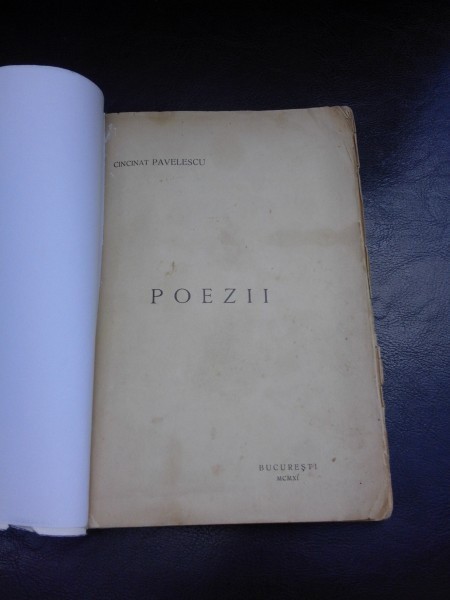 CINCINAT PAVELESCU
POEZII
BUCUREŞTI
MCMXI